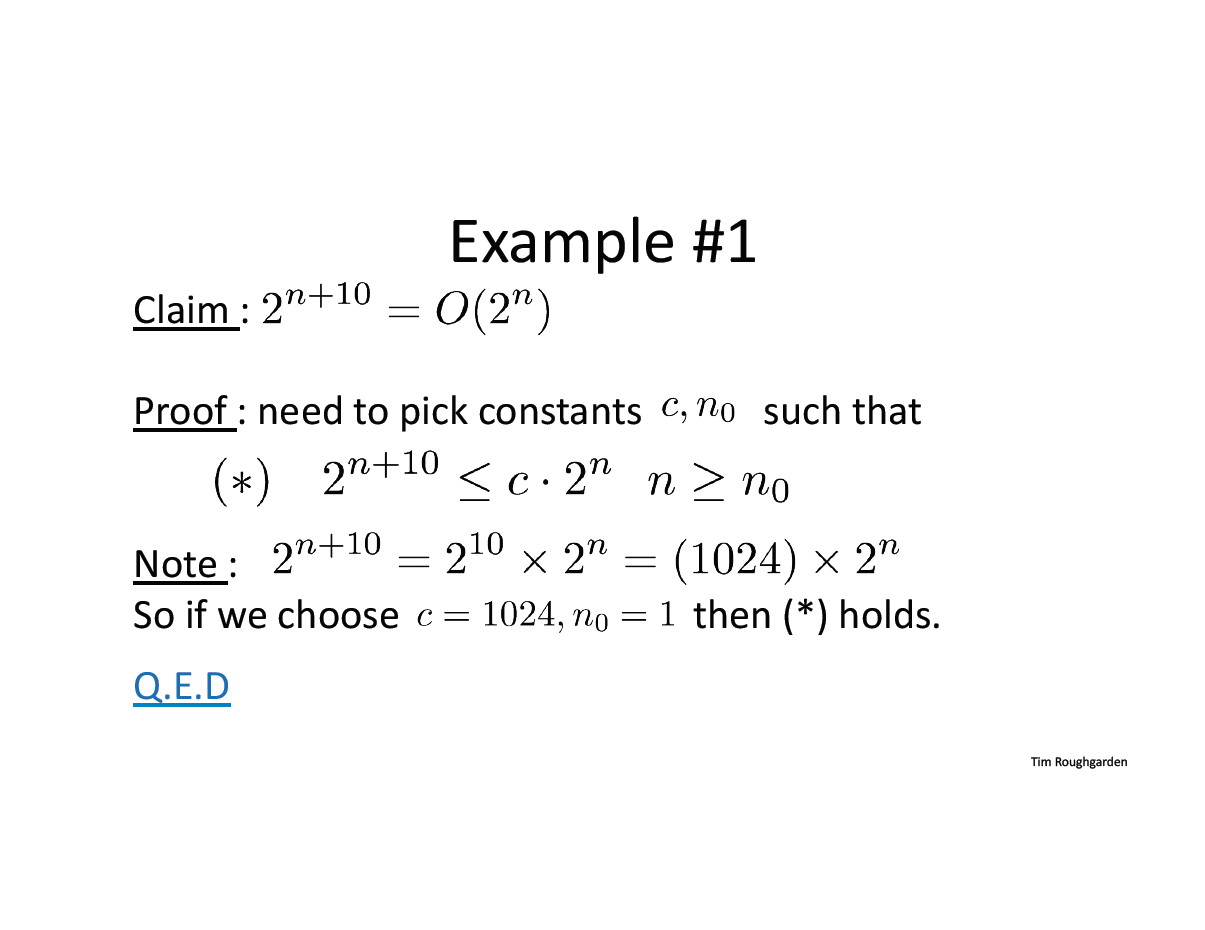 Example #1
Claim : $2^{n+10} = O(2^n)$
Proof : need to pick constants $c, n_0$ such that
$(*) \quad 2^{n+10} \leq c \cdot 2^n \quad n \geq n_0$
Note : $2^{n+10} = 2^{10} \times 2^n = (1024) \times 2^n$
So if we choose $c = 1024, n_0 = 1$ then (*) holds.
Q.E.D
Tim Roughgarden